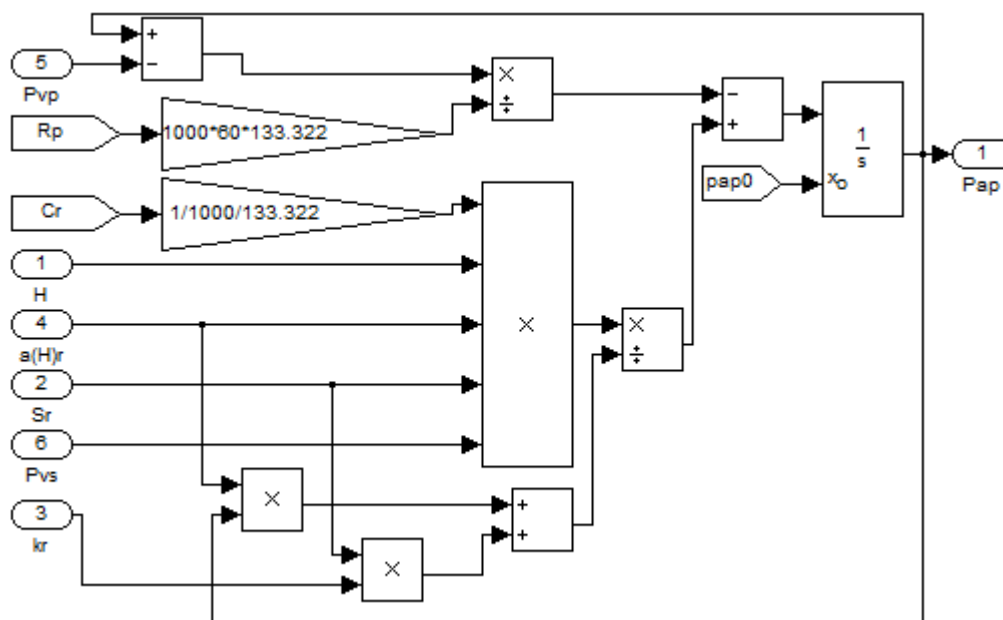 +
−
5
Pvp
×
÷
−
+
Rp
1000*60*133.322
1
s
xo
1
Pap
pap0
Cr
1/1000/133.322
1
H
4
a(H)r
×
×
÷
2
Sr
6
Pvs
3
kr
×
+
+
×